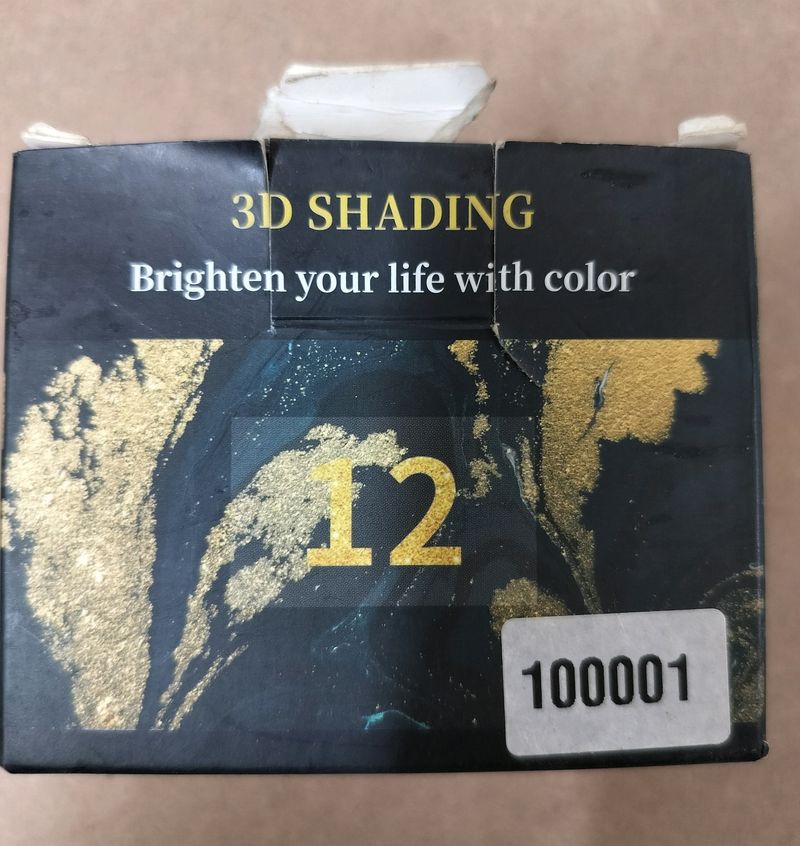 3D SHADING
Brighten your life with color
12
100001